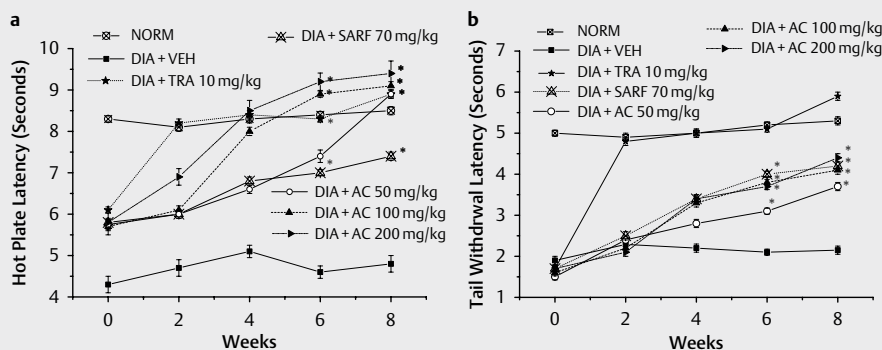 a
NORM
DIA + VEH
DIA + TRA 10 mg/kg
DIA + SARF 70 mg/kg
10
9
8
7
6
5
4
Hot Plate Latency (Seconds)
DIA + AC 50 mg/kg
DIA + AC 100 mg/kg
DIA + AC 200 mg/kg
* * * * * * * *
0 2 4 6 8
Weeks
b
NORM
DIA + VEH
DIA + TRA 10 mg/kg
DIA + SARF 70 mg/kg
DIA + AC 50 mg/kg
DIA + AC 100 mg/kg
DIA + AC 200 mg/kg
7
6
5
4
3
2
1
Tail Withdrwal Latency (Seconds)
* * * * * * * *
0 2 4 6 8
Weeks